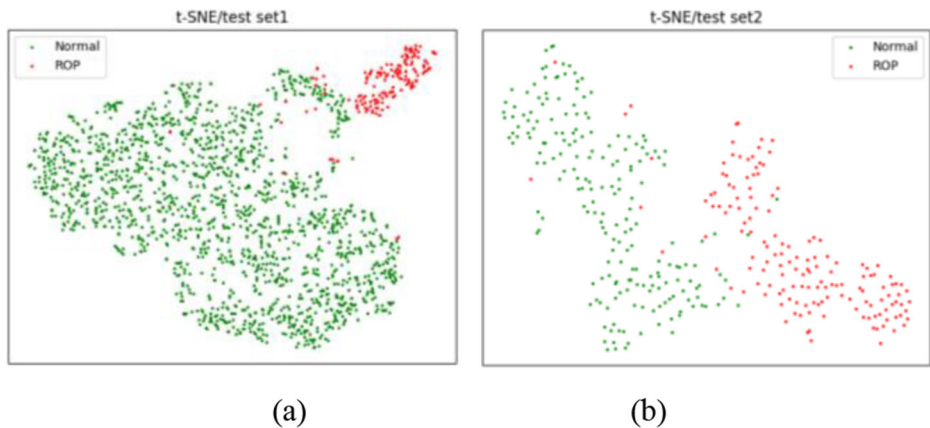 t-SNE/test set1
Normal
ROP
t-SNE/test set2
Normal
ROP
(a)
(b)